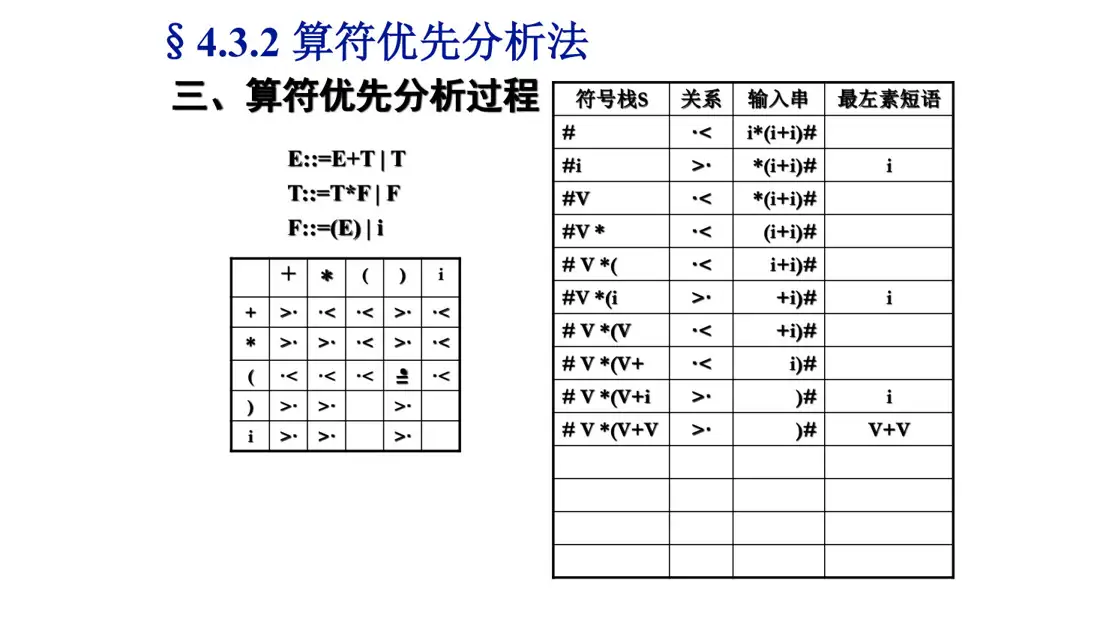 § 4.3.2 算符优先分析法
三、算符优先分析过程
E::=E+T | T
T::=T*F | F
F::=(E) | i
+ * ( ) i
+ >· ·< ·< >· ·<
* >· >· ·< >· ·<
( ·< ·< ·< ≗ ·<
) >· >· >·
i >· >· >·
符号栈S 关系 输入串 最左素短语
# ·< i*(i+i)#
#i >· *(i+i)# i
#V ·< *(i+i)#
#V * ·< (i+i)#
# V *( ·< i+i)#
#V *(i >· +i)# i
# V *(V ·< +i)#
# V *(V+ ·< i)#
# V *(V+i >· )# i
# V *(V+V >· )# V+V